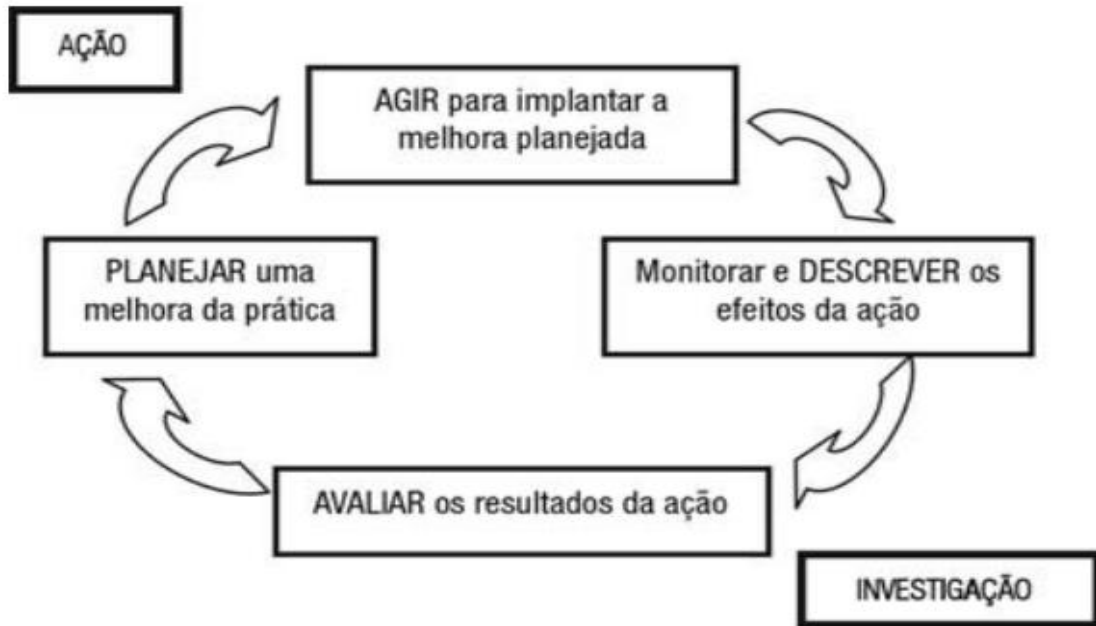 AÇÃO
AGIR para implantar a
melhora planejada
PLANEJAR uma
melhora da prática
Monitorar e DESCREVER os
efeitos da ação
AVALIAR os resultados da ação
INVESTIGAÇÃO